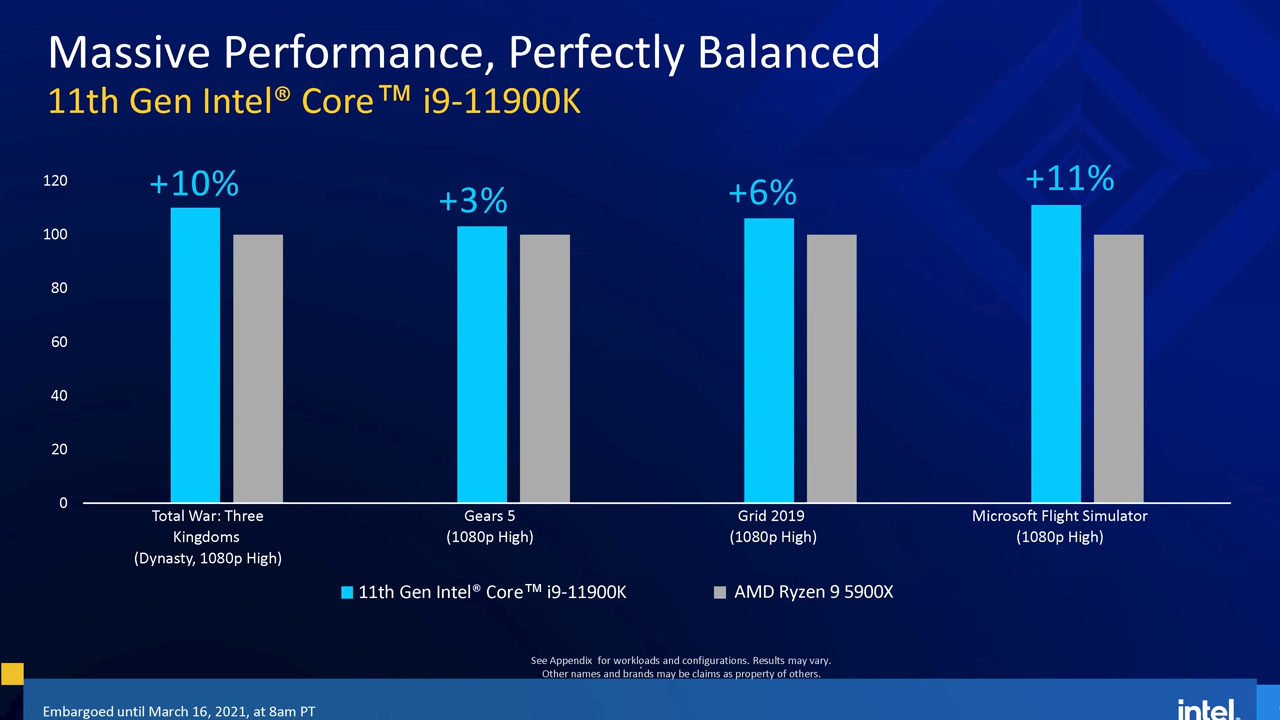 Massive Performance, Perfectly Balanced
11th Gen Intel® Core™ i9-11900K
120
100
80
60
40
20
0
+10%
+3%
+6%
+11%
Total War: Three
Kingdoms
(Dynasty, 1080p High)
Gears 5
(1080p High)
Grid 2019
(1080p High)
Microsoft Flight Simulator
(1080p High)
11th Gen Intel® Core™ i9-11900K
AMD Ryzen 9 5900X
See Appendix for workloads and configurations. Results may vary.
Other names and brands may be claims as property of others.
Embargoed until March 16, 2021, at 8am PT
intel.